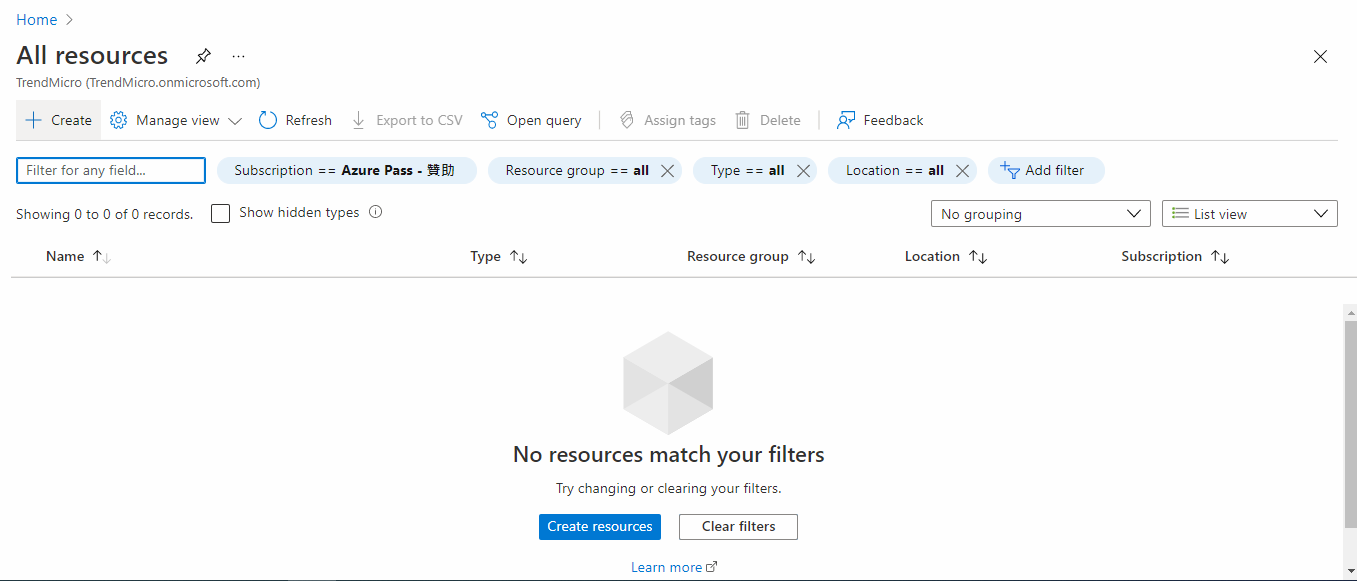 Home
All resources
TrendMicro (TrendMicro.onmicrosoft.com)
Create Manage view Refresh Export to CSV Open query Assign tags Delete Feedback
Filter for any field... Subscription == Azure Pass - 贊助 Resource group == all Type == all Location == all Add filter
Showing 0 to 0 of 0 records. Show hidden types No grouping List view
Name Type Resource group Location Subscription
No resources match your filters
Try changing or clearing your filters.
Create resources Clear filters
Learn more